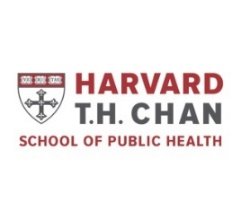 HARVARD
T.H. CHAN
SCHOOL OF PUBLIC HEALTH